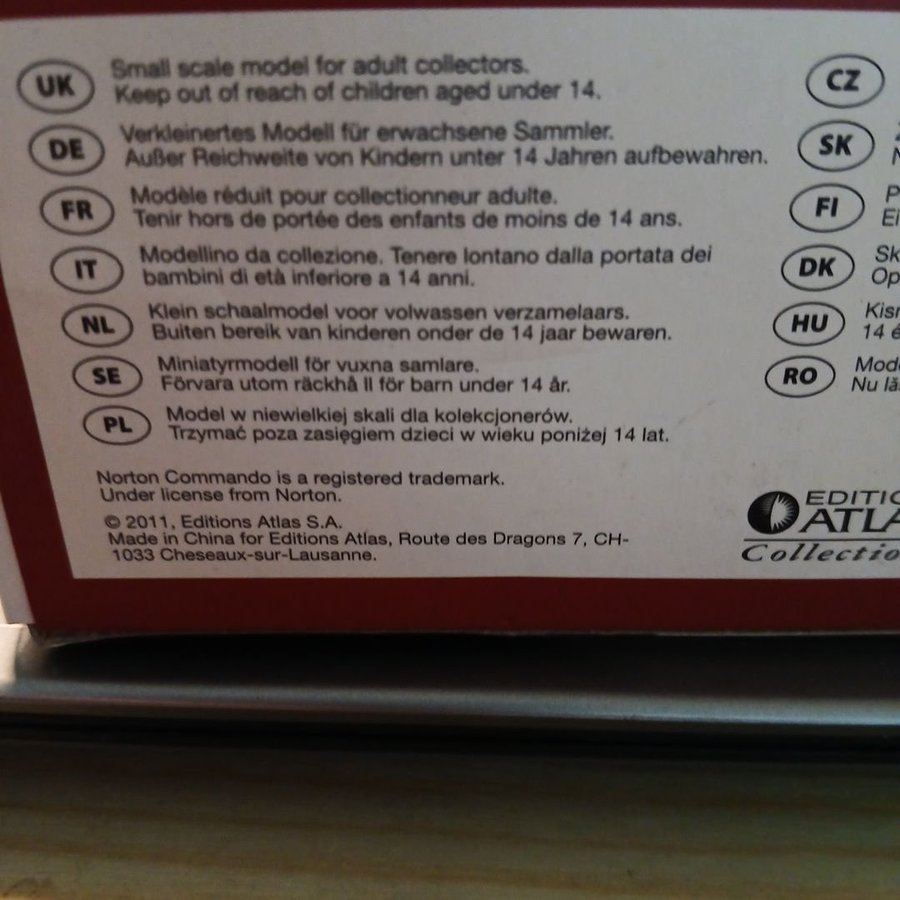 UK
Small scale model for adult collectors.
Keep out of reach of children aged under 14.
DE
Verkleinertes Modell für erwachsene Sammler.
Außer Reichweite von Kindern unter 14 Jahren aufbewahren.
FR
Modèle réduit pour collectionneur adulte.
Tenir hors de portée des enfants de moins de 14 ans.
IT
Modellino da collezione. Tenere lontano dalla portata dei
bambini di età inferiore a 14 anni.
NL
Klein schaalmodel voor volwassen verzamelaars.
Buiten bereik van kinderen onder de 14 jaar bewaren.
SE
Miniatyrmodell för vuxna samlare.
Förvara utom räckhå ll för barn under 14 år.
PL
Model w niewielkiej skali dla kolekcjonerów.
Trzymać poza zasięgiem dzieci w wieku poniżej 14 lat.
Norton Commando is a registered trademark.
Under license from Norton.
© 2011, Editions Atlas S.A.
Made in China for Editions Atlas, Route des Dragons 7, CH-
1033 Cheseaux-sur-Lausanne.
CZ
SK
FI
DK
Sk
Op
HU
14 é
RO
Nu